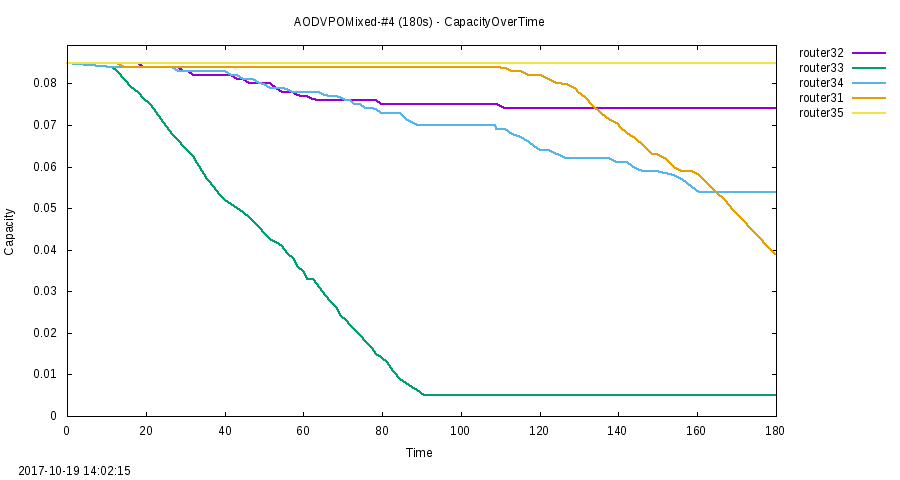 AODVPOMixed-#4 (180s) - CapacityOverTime
router32
router33
router34
router31
router35
0.08
0.07
0.06
0.05
0.04
0.03
0.02
0.01
0
Capacity
0 20 40 60 80 100 120 140 160 180
Time
2017-10-19 14:02:15